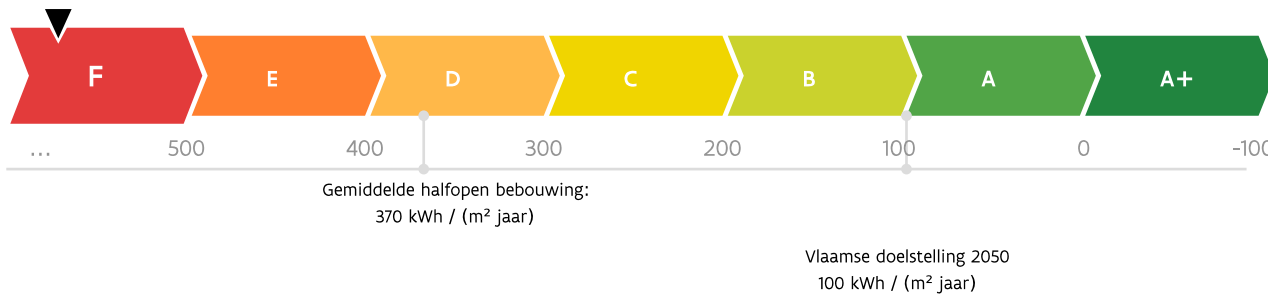 F E D C B A A+
... 500 400 300 200 100 0 -100
Gemiddelde halfopen bebouwing:
370 kWh / (m² jaar)
Vlaamse doelstelling 2050
100 kWh / (m² jaar)